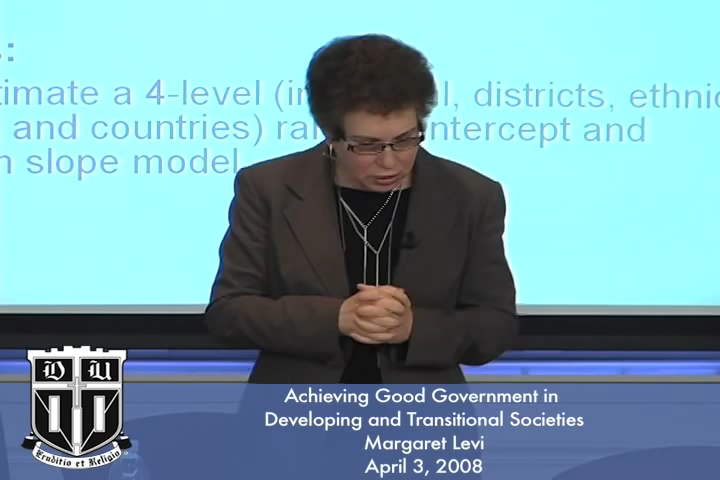 s:
timate a 4-level (in l, districts, ethnic
and countries) ra intercept and
slope model
D U
Eruditio et Religio
Achieving Good Government in
Developing and Transitional Societies
Margaret Levi
April 3, 2008